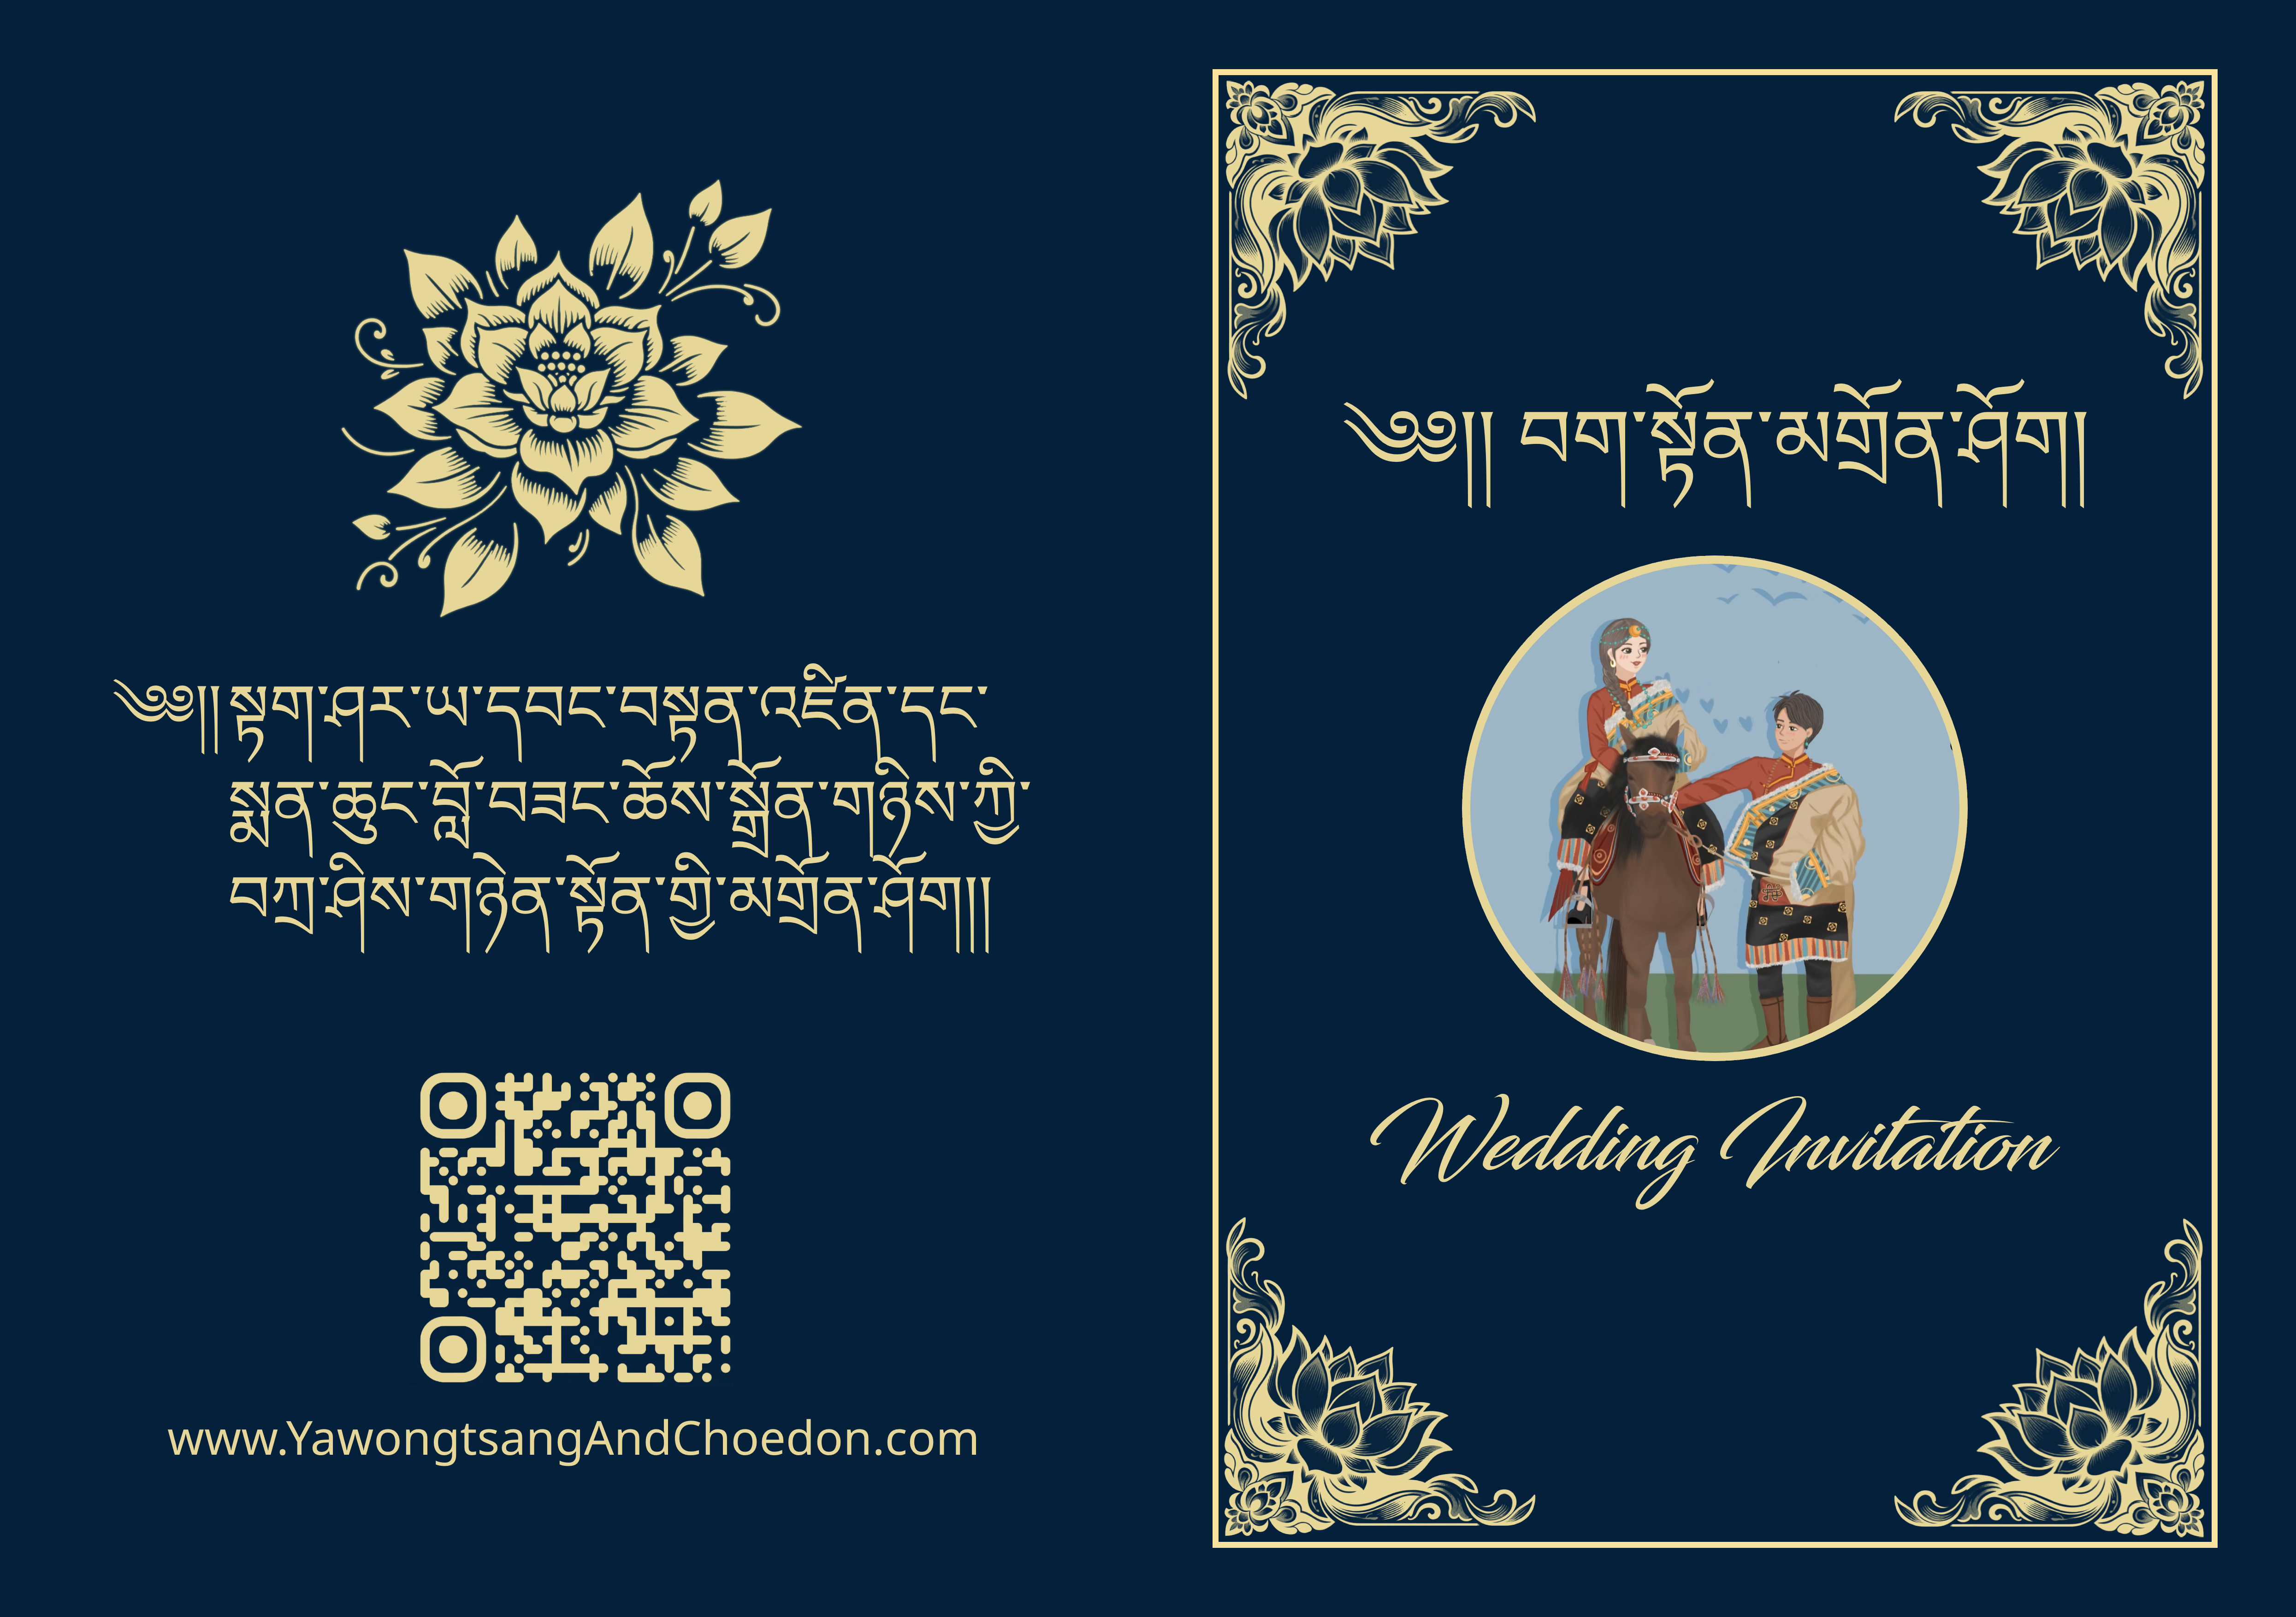 ༄༅།། སྟག་ཤར་ཡ་དབང་བསྟན་འཛིན་དང་
སྨན་ཆུང་བློ་བཟང་ཆོས་སྒྲོན་གཉིས་ཀྱི་
བཀྲ་ཤིས་གཉེན་སྟོན་གྱི་མགྲོན་ཤོག།།
www.YawongtsangAndChoedon.com
༄༅།། བག་སྟོན་མགྲོན་ཤོག།
Wedding Invitation